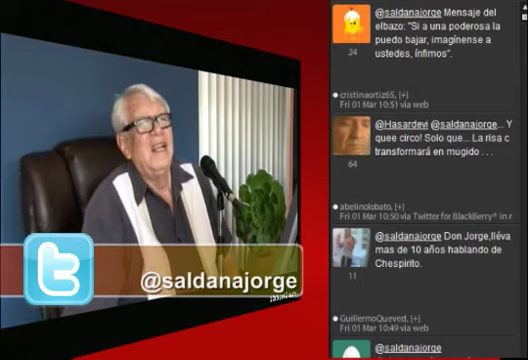 @saldanajorge
@saldanajorge Mensaje del
elbazo: "Si a una poderosa la
puedo bajar, imagínense a
ustedes, ínfimos".
24
cristinaortiz65, [+]
Fri 01 Mar 10:51 via web
@Hasardevi @saldanajorge... Y
quee circo! Solo que... La risa c
transformará en mugido . . .
64
abelinolobato, [+]
Fri 01 Mar 10:50 via Twitter for BlackBerry® in r
@saldanajorge Don Jorge,lléva
mas de 10 años hablando de
Chespirito.
11
GuillermoQueved, [+]
Fri 01 Mar 10:49 via web
@saldanajorge